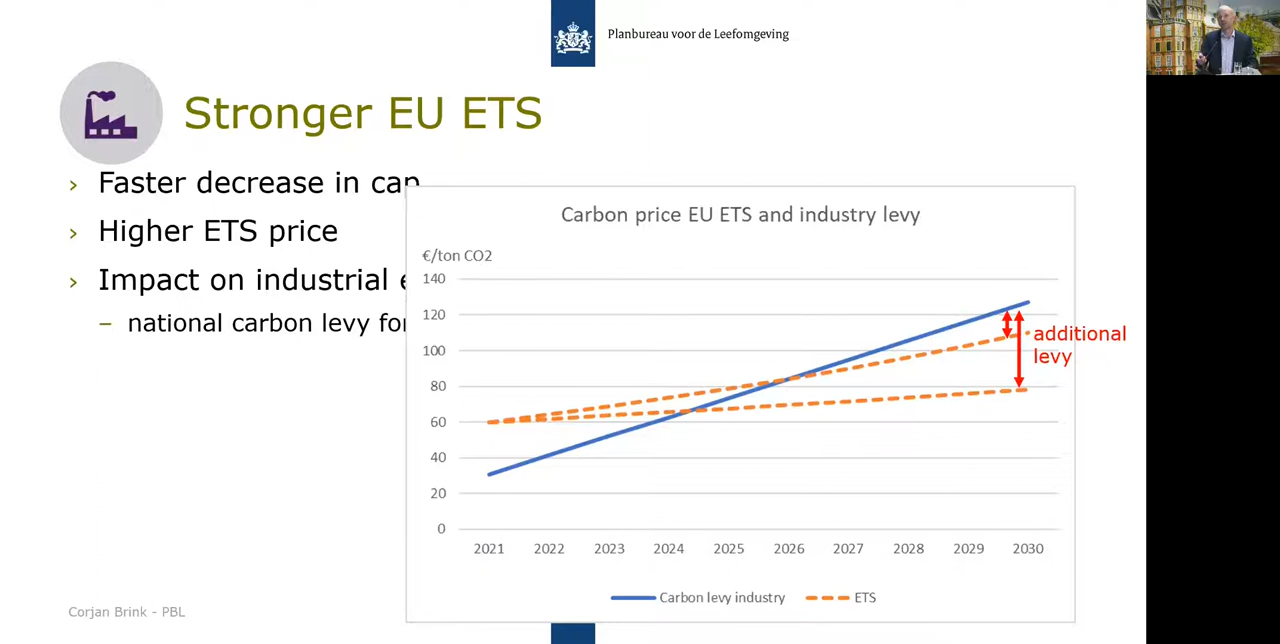 Planbureau voor de Leefomgeving
Stronger EU ETS
› Faster decrease in cap
› Higher ETS price
› Impact on industrial
– national carbon levy for
Carbon price EU ETS and industry levy
€/ton CO2
140
120
100
80
60
40
20
0
additional
levy
2021 2022 2023 2024 2025 2026 2027 2028 2029 2030
Carbon levy industry ETS
Corjan Brink - PBL